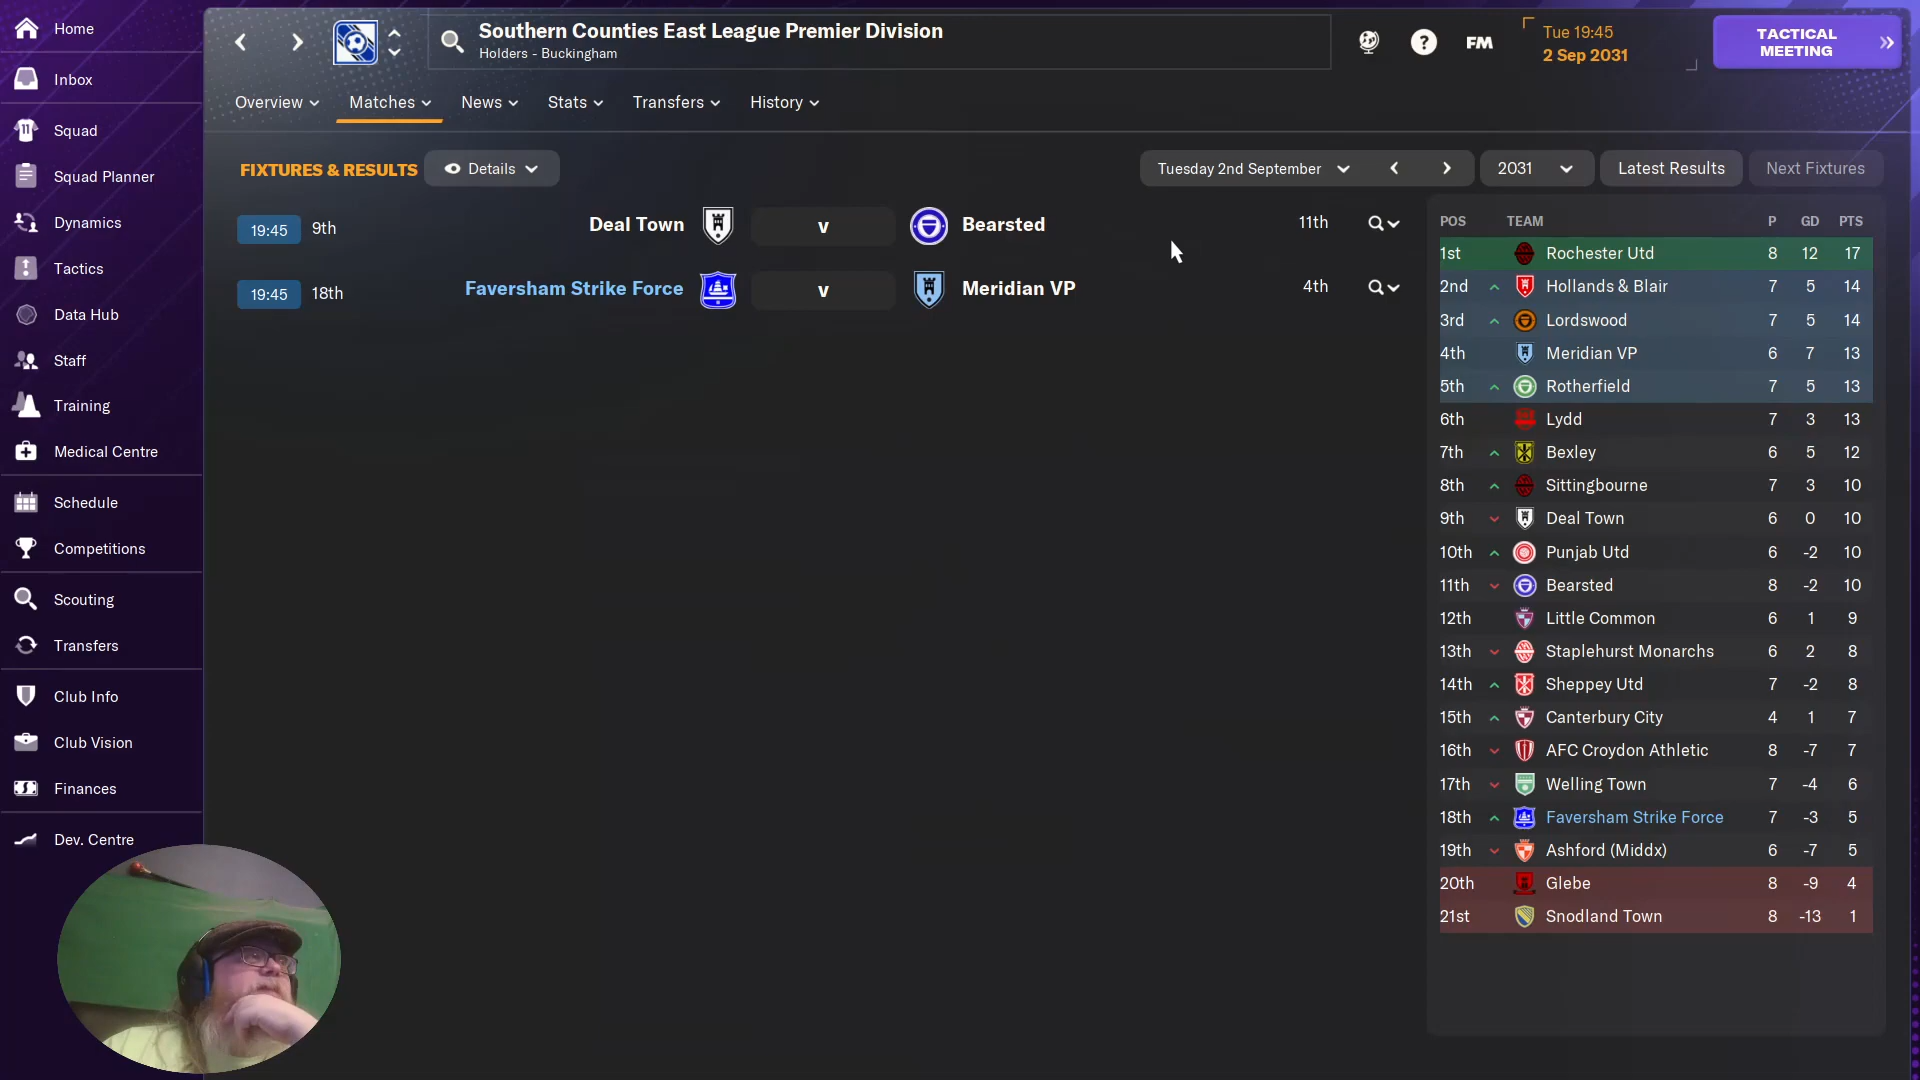 Home
Inbox
Squad
Squad Planner
Dynamics
Tactics
Data Hub
Staff
Training
Medical Centre
Schedule
Competitions
Scouting
Transfers
Club Info
Club Vision
Finances
Dev. Centre
Southern Counties East League Premier Division
Holders - Buckingham
? FM
Tue 19:45
2 Sep 2031
TACTICAL
MEETING
Overview Matches News Stats Transfers History
FIXTURES & RESULTS Details Tuesday 2nd September 2031 Latest Results Next Fixtures
19:45 9th Deal Town v Bearsted 11th
19:45 18th Faversham Strike Force v Meridian VP 4th
POS TEAM P GD PTS
1st Rochester Utd 8 12 17
2nd Hollands & Blair 7 5 14
3rd Lordswood 7 5 14
4th Meridian VP 6 7 13
5th Rotherfield 7 5 13
6th Lydd 7 3 13
7th Bexley 6 5 12
8th Sittingbourne 7 3 10
9th Deal Town 6 0 10
10th Punjab Utd 6 -2 10
11th Bearsted 8 -2 10
12th Little Common 6 1 9
13th Staplehurst Monarchs 6 2 8
14th Sheppey Utd 7 -2 8
15th Canterbury City 4 1 7
16th AFC Croydon Athletic 8 -7 7
17th Welling Town 7 -4 6
18th Faversham Strike Force 7 -3 5
19th Ashford (Middx) 6 -7 5
20th Glebe 8 -9 4
21st Snodland Town 8 -13 1